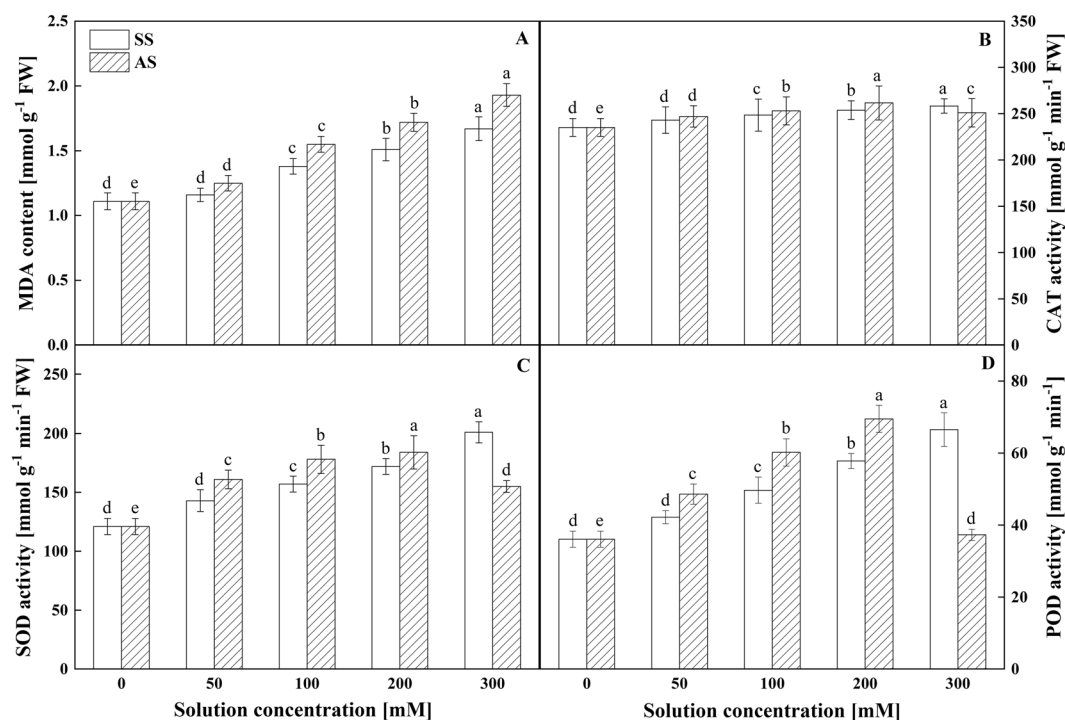 2.5
2.0
1.5
1.0
0.5
0.0
MDA content [mmol g⁻¹ FW]
SS
AS
A
d e
d d
c c
b b
a a
350
300
250
200
150
100
50
0
CAT activity [mmol g⁻¹ min⁻¹ FW]
B
d e
d d
c b
b a
a c
250
200
150
100
50
0
SOD activity [mmol g⁻¹ min⁻¹ FW]
C
d e
d c
c b
b a
a d
80
60
40
20
0
POD activity [mmol g⁻¹ min⁻¹]
D
d e
d c
c b
b a
a d
0 50 100 200 300
Solution concentration [mM]
0 50 100 200 300
Solution concentration [mM]